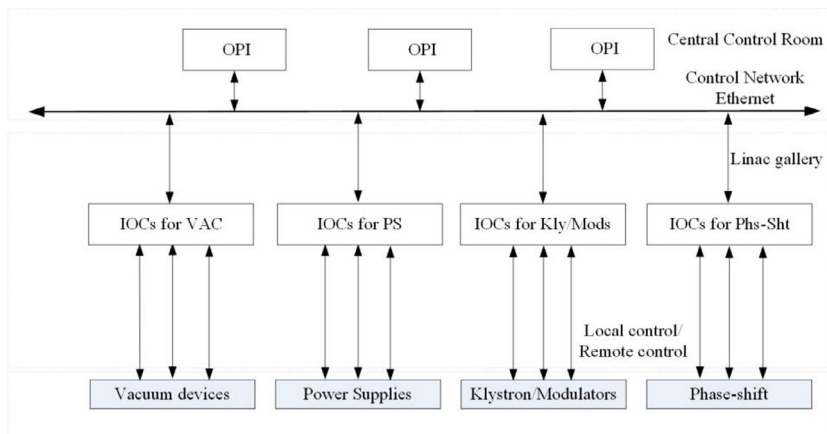 OPI
OPI
OPI
Central Control Room
Control Network
Ethernet
Linac gallery
IOCs for VAC
IOCs for PS
IOCs for Kly/Mods
IOCs for Phs-Sht
Local control/
Remote control
Vacuum devices
Power Supplies
Klystron/Modulators
Phase-shift